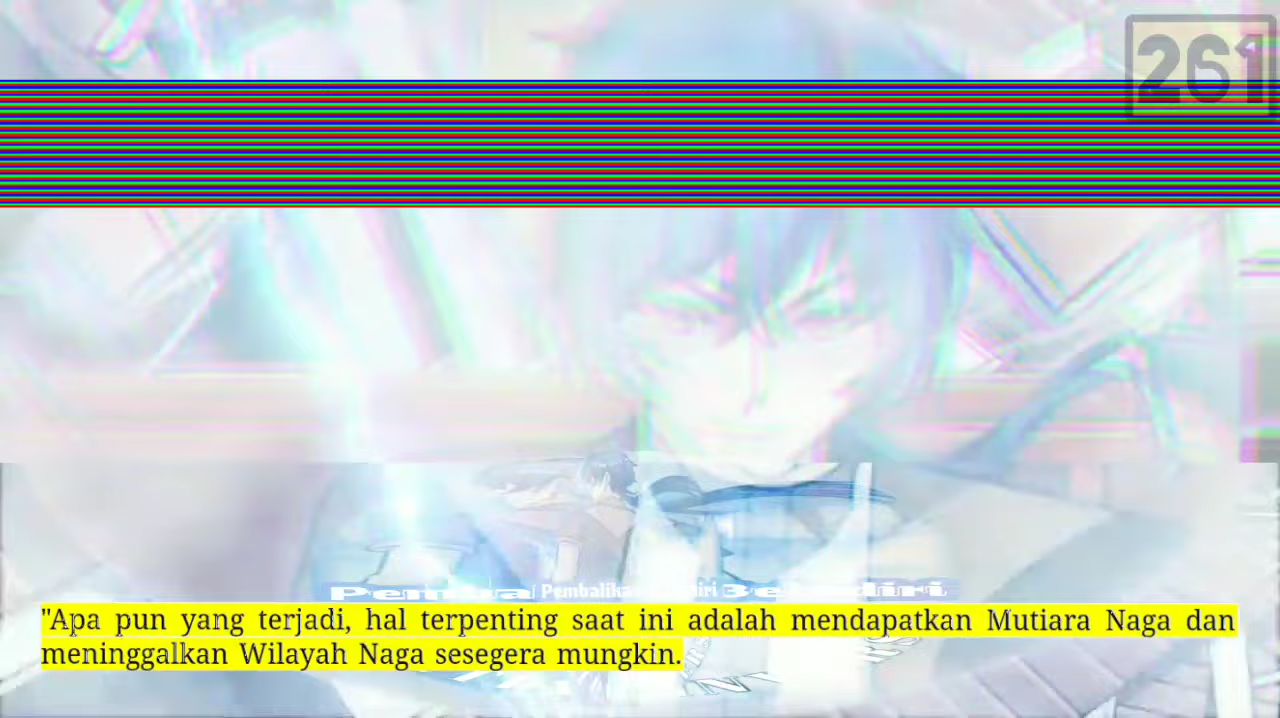 261
"Apa pun yang terjadi, hal terpenting saat ini adalah mendapatkan Mutiara Naga dan
meninggalkan Wilayah Naga sesegera mungkin.